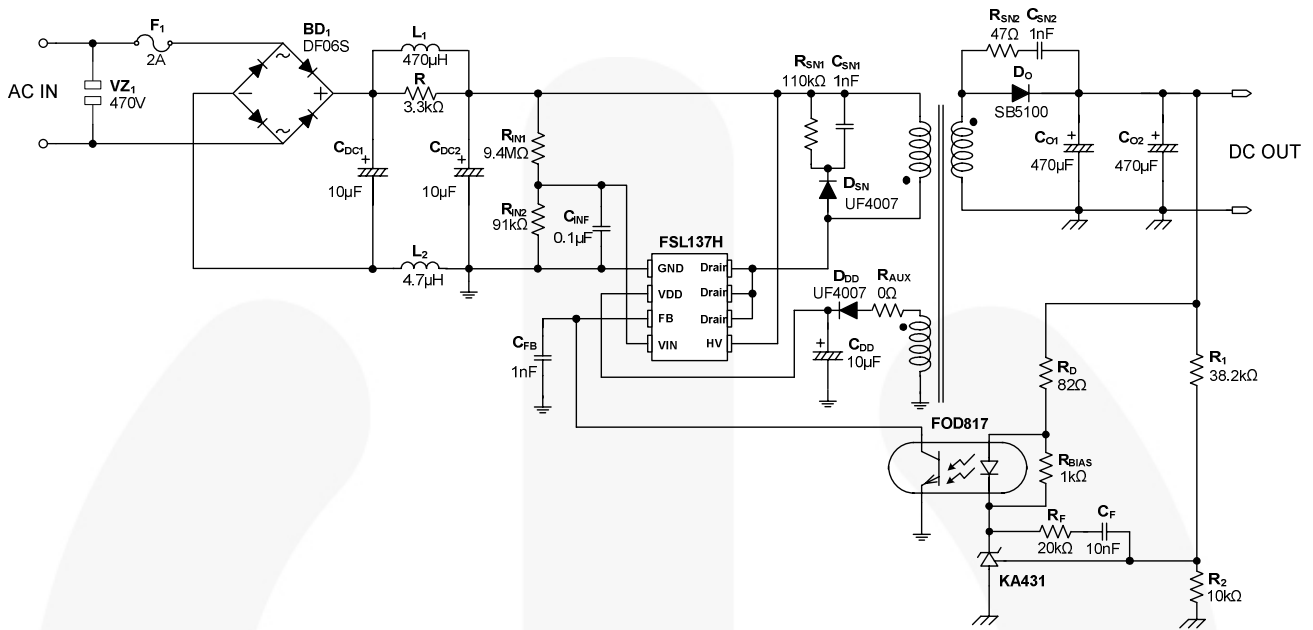 F1
2A
AC IN
VZ1
470V
BD1
DF06S
~
~
L1
470µH
R
3.3kΩ
CDC1
+
10µF
CDC2
+
10µF
L2
4.7µH
RIN1
9.4MΩ
RIN2
91kΩ
CINF
0.1µF
RSN1
110kΩ
CSN1
1nF
DSN
UF4007
FSL137H
GND
VDD
FB
VIN
Drain
Drain
Drain
HV
CFB
1nF
DDD
UF4007
RAUX
0Ω
+
CDD
10µF
RSN2
47Ω
CSN2
1nF
DO
SB5100
CO1
+
470µF
CO2
+
470µF
DC OUT
RD
82Ω
R1
38.2kΩ
FOD817
RBIAS
1kΩ
RF
20kΩ
CF
10nF
KA431
R2
10kΩ